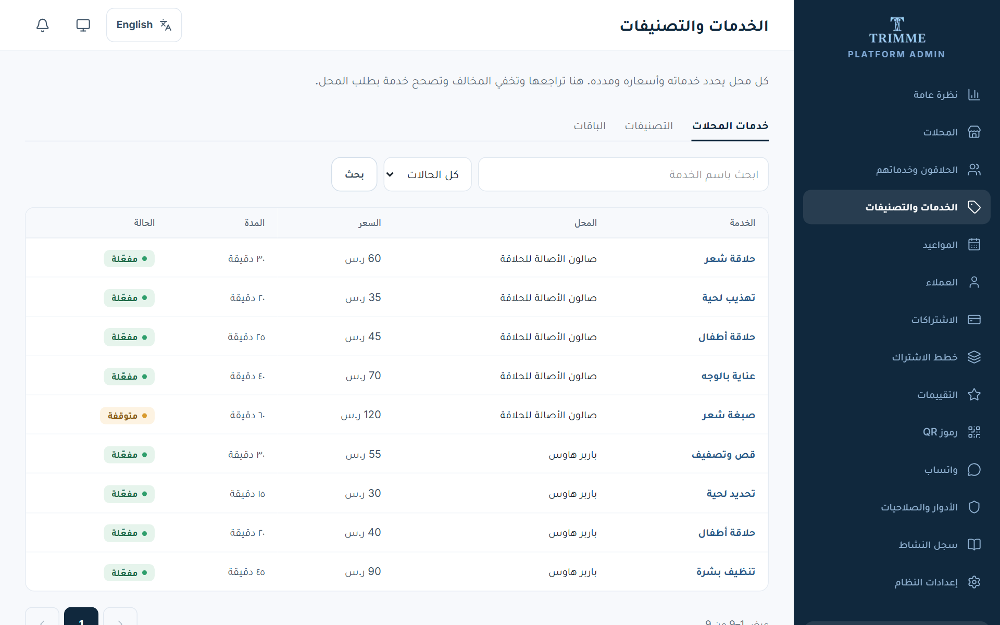 TRIMME
PLATFORM ADMIN
نظرة عامة
المحلات
الحلاقون وخدماتهم
الخدمات والتصنيفات
المواعيد
العملاء
الاشتراكات
خطط الاشتراك
التقييمات
رموز QR
واتساب
الأدوار والصلاحيات
سجل النشاط
إعدادات النظام
الخدمات والتصنيفات
English
كل محل يحدد خدماته وأسعاره ومدده. هنا تراجعها وتخفي المخالف وتصحح خدمة بطلب المحل.
خدمات المحلات التصنيفات الباقات
ابحث باسم الخدمة كل الحالات بحث
الخدمة المحل السعر المدة الحالة
حلاقة شعر صالون الأصالة للحلاقة 60 ر.س ٣٠ دقيقة مفعّلة
تهذيب لحية صالون الأصالة للحلاقة 35 ر.س ٢٠ دقيقة مفعّلة
حلاقة أطفال صالون الأصالة للحلاقة 45 ر.س ٢٥ دقيقة مفعّلة
عناية بالوجه صالون الأصالة للحلاقة 70 ر.س ٤٠ دقيقة مفعّلة
صبغة شعر صالون الأصالة للحلاقة 120 ر.س ٦٠ دقيقة متوقفة
قص وتصفيف باربر هاوس 55 ر.س ٣٠ دقيقة مفعّلة
تحديد لحية باربر هاوس 30 ر.س ١٥ دقيقة مفعّلة
حلاقة أطفال باربر هاوس 40 ر.س ٢٠ دقيقة مفعّلة
تنظيف بشرة باربر هاوس 90 ر.س ٤٥ دقيقة مفعّلة
عرض 1–9 من 9
1